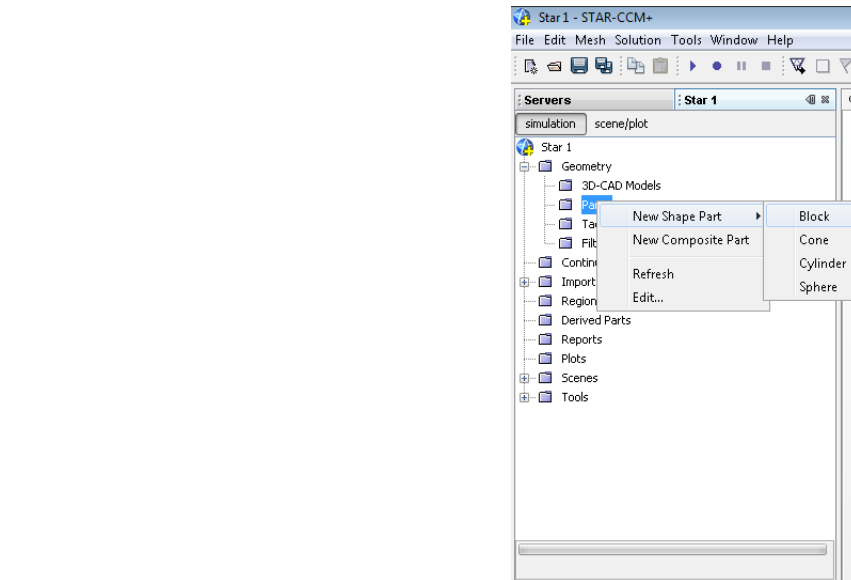 Star 1 - STAR-CCM+
File Edit Mesh Solution Tools Window Help
Servers
Star 1
simulation scene/plot
Star 1
Geometry
3D-CAD Models
New Shape Part
Block
New Composite Part
Cone
Cylinder
Refresh
Sphere
Import
Edit...
Derived Parts
Reports
Plots
Scenes
Tools